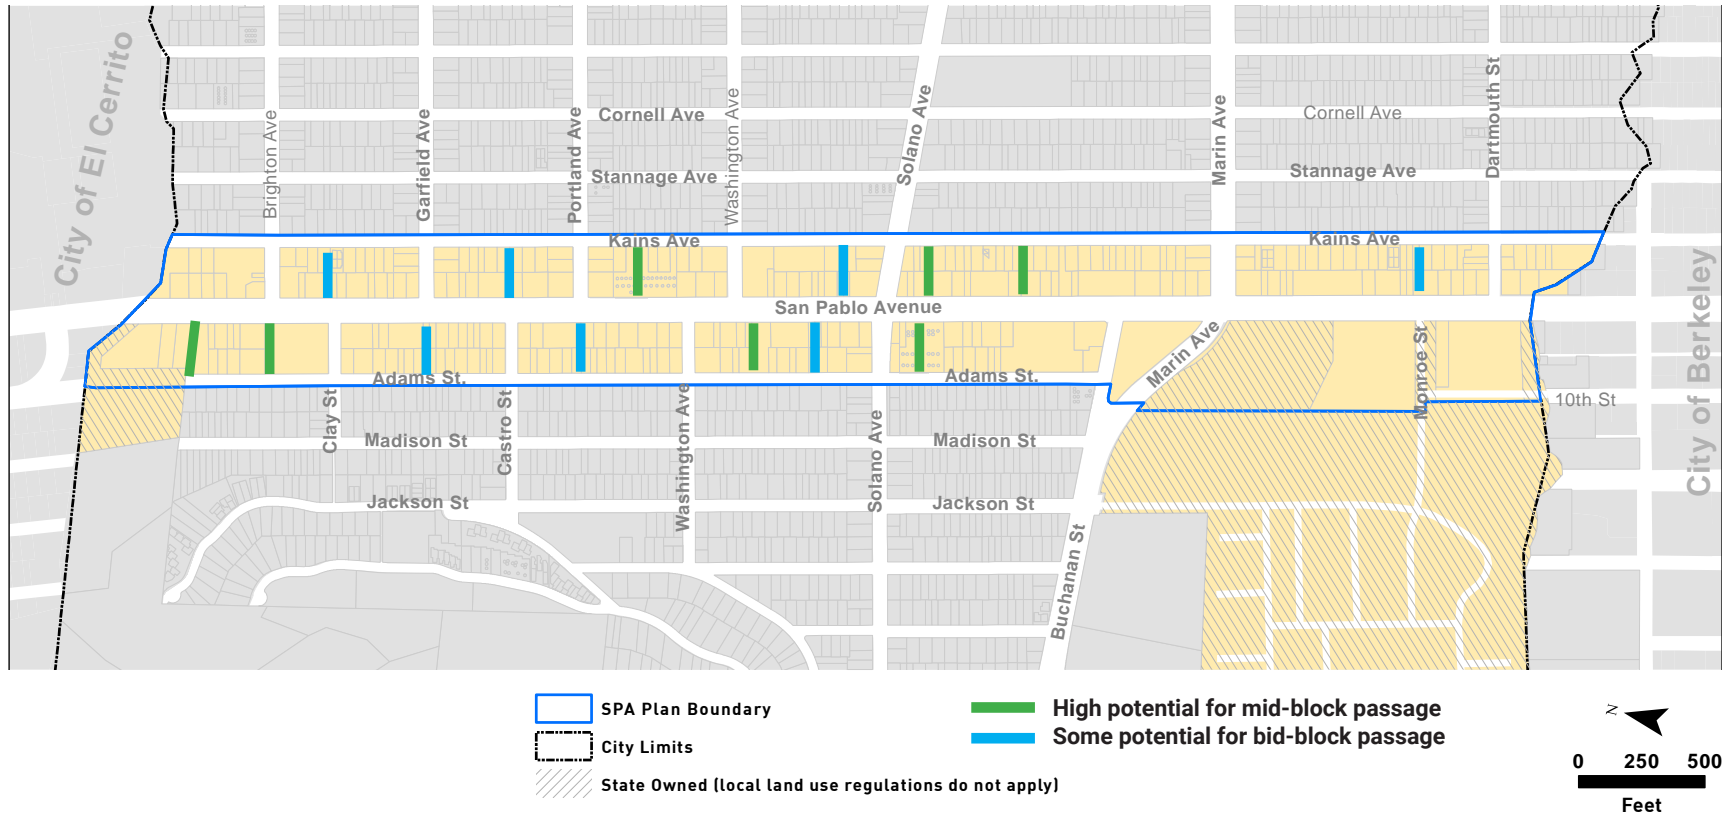 City of El Cerrito
Brighton Ave
Garfield Ave
Portland Ave
Cornell Ave
Washington Ave
Solano Ave
Marin Ave
Cornell Ave
Dartmouth St
Stannage Ave
Stannage Ave
Kains Ave
Kains Ave
San Pablo Avenue
City of Berkeley
Adams St.
Adams St.
Marin Ave
Monroe St
10th St
Clay St
Madison St
Castro St
Washington Ave
Solano Ave
Madison St
Jackson St
Jackson St
Buchanan St
SPA Plan Boundary
City Limits
State Owned (local land use regulations do not apply)
High potential for mid-block passage
Some potential for bid-block passage
N
0 250 500
Feet